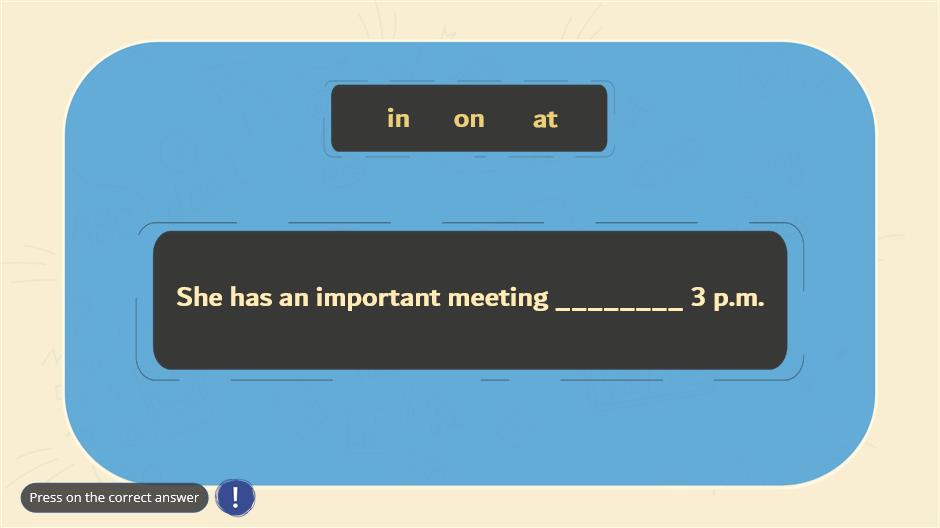 in on at
She has an important meeting ________ 3 p.m.
Press on the correct answer
!